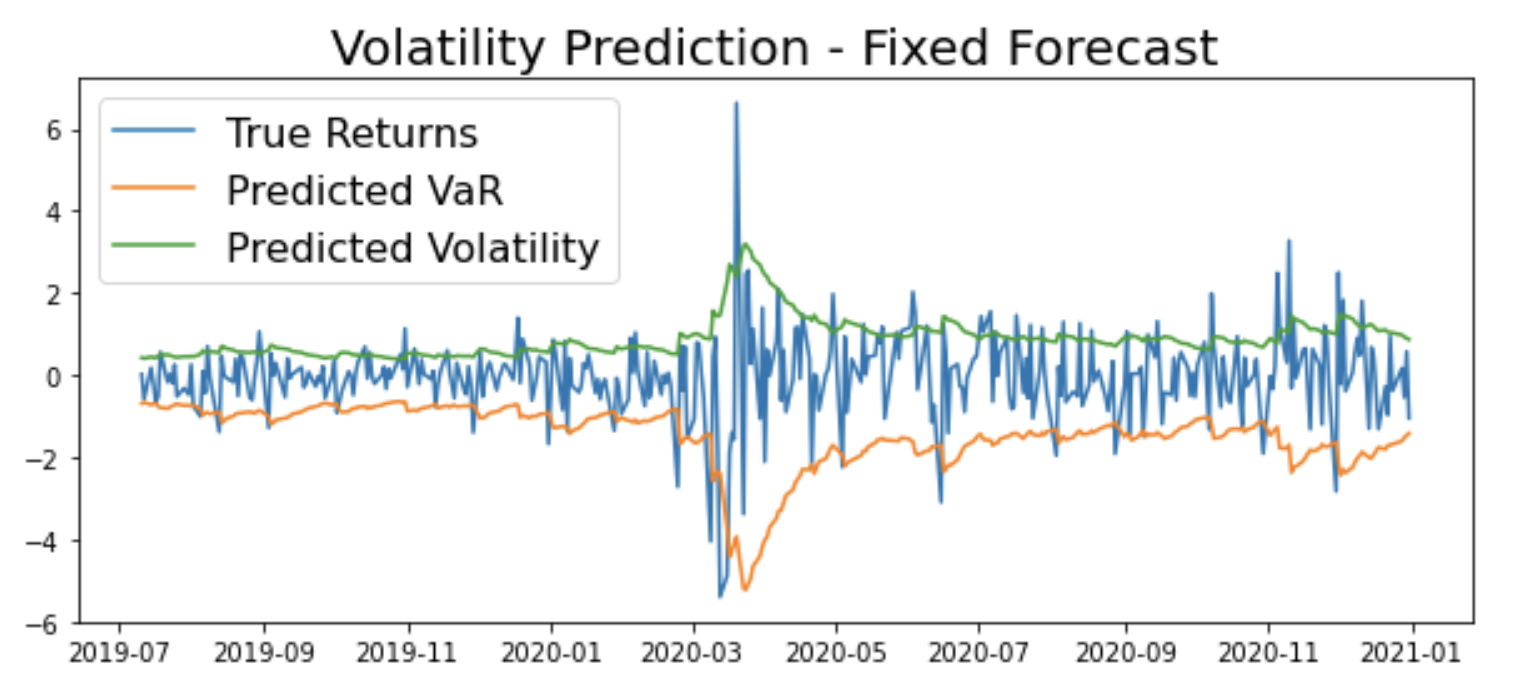 Volatility Prediction - Fixed Forecast
True Returns
Predicted VaR
Predicted Volatility
6
4
2
0
−2
−4
−6
2019-07 2019-09 2019-11 2020-01 2020-03 2020-05 2020-07 2020-09 2020-11 2021-01